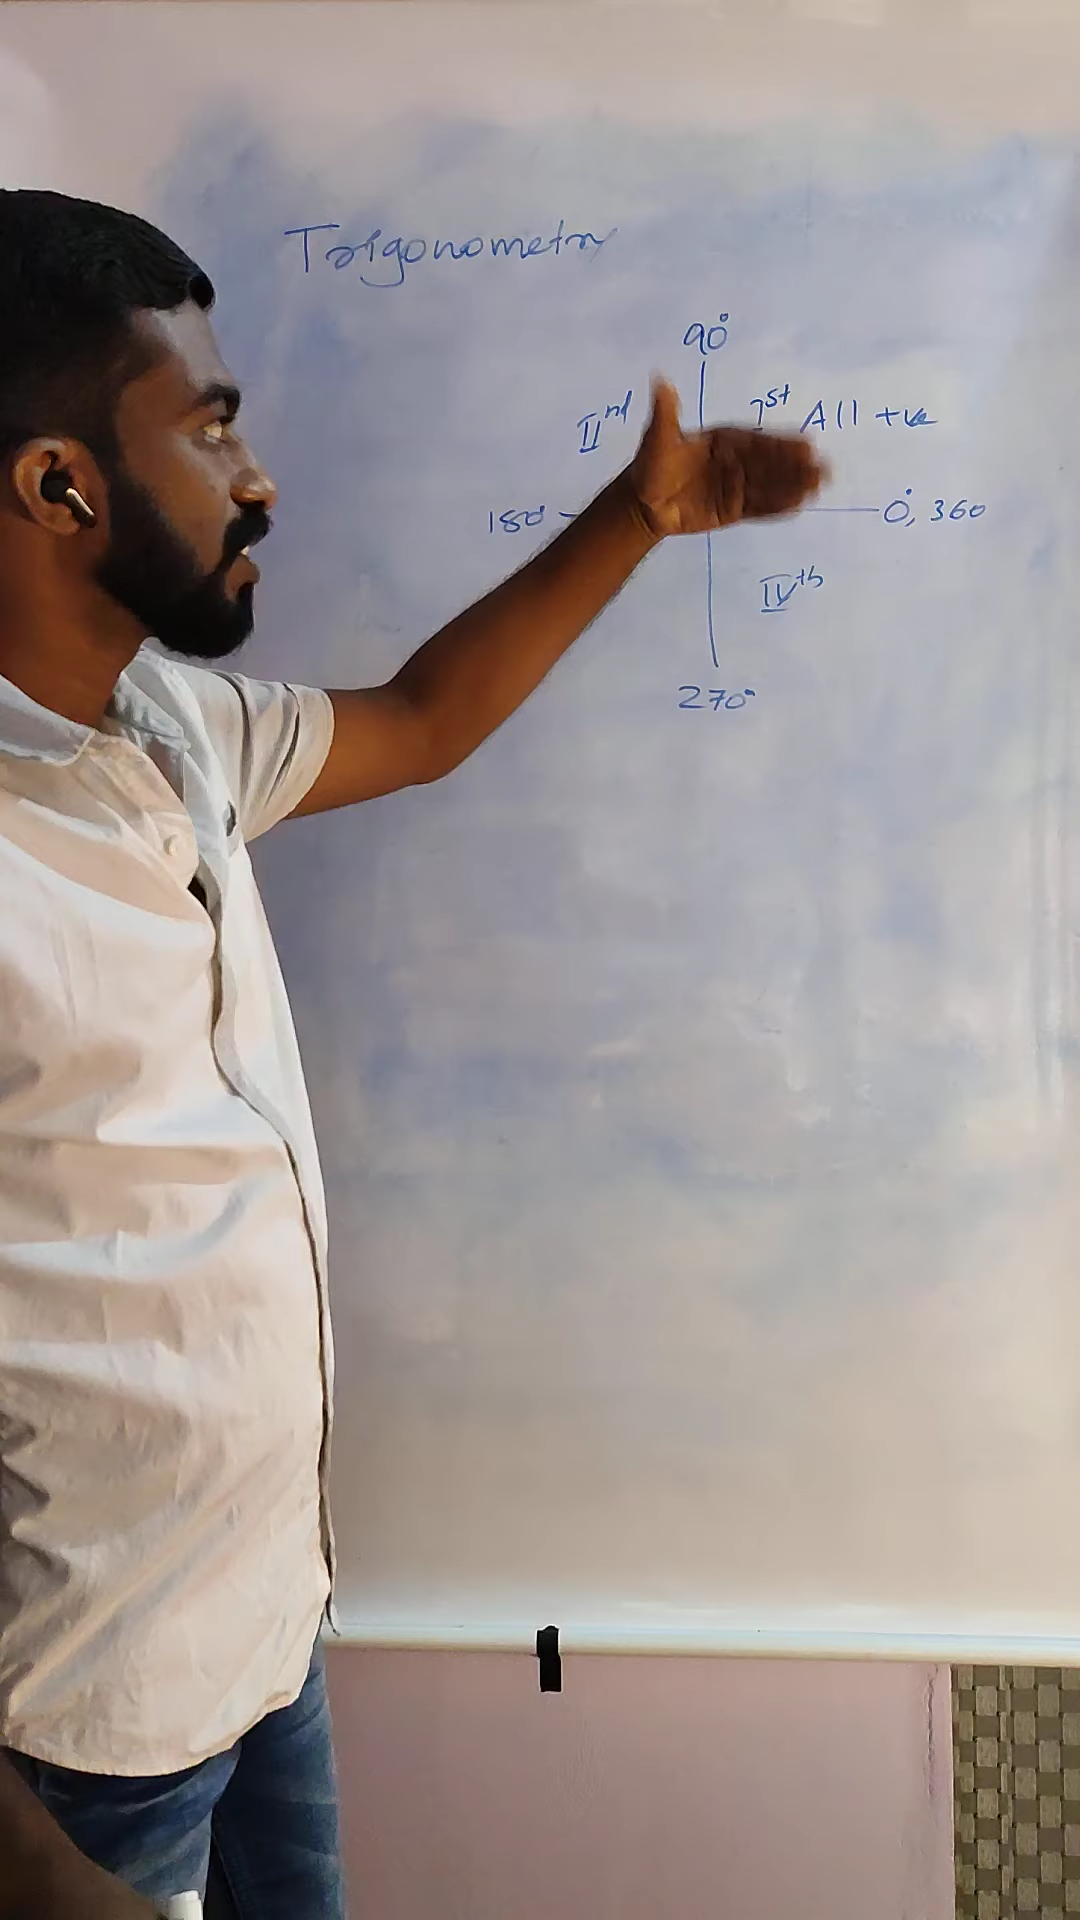 Trigonometry
90°
IInd 1st All +ve
180° 0°, 360
IVth
270°